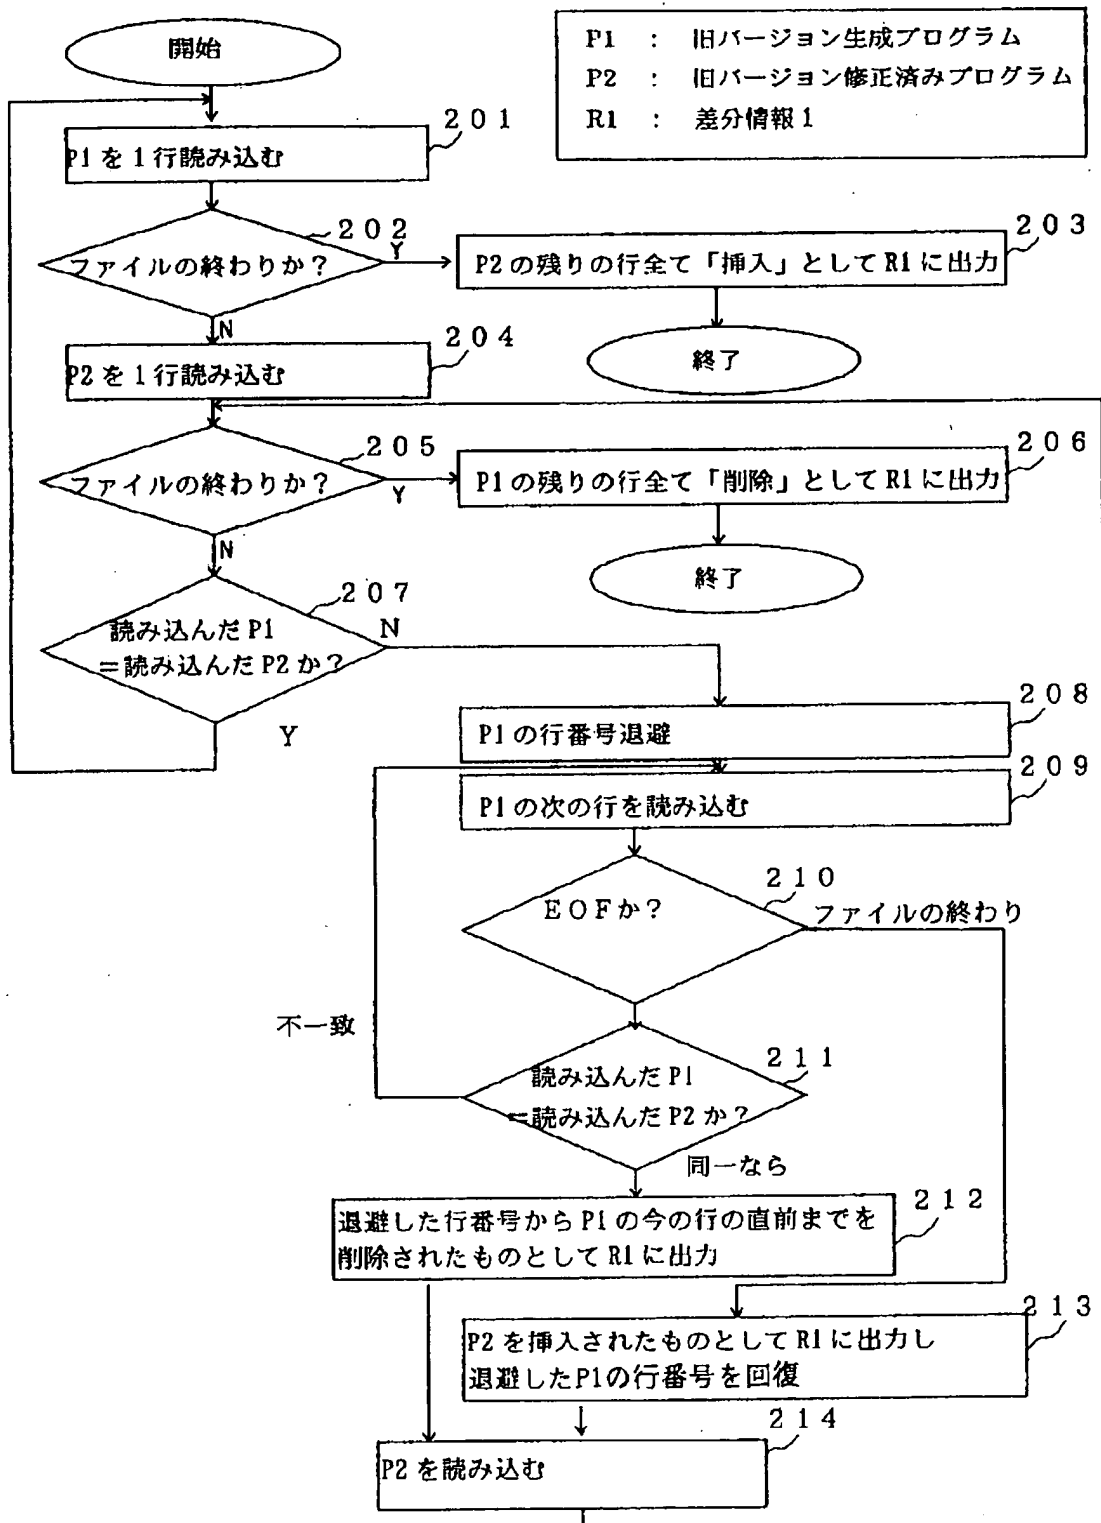 開始
P1 : 旧バージョン生成プログラム
P2 : 旧バージョン修正済みプログラム
R1 : 差分情報1
201
P1を1行読み込む
202
ファイルの終わりか?
Y
203
P2の残りの行全て「挿入」としてR1に出力
N
終了
204
P2を1行読み込む
205
ファイルの終わりか?
Y
206
P1の残りの行全て「削除」としてR1に出力
N
終了
207
読み込んだP1
=読み込んだP2か?
N
Y
208
P1の行番号退避
209
P1の次の行を読み込む
210
EOFか?
ファイルの終わり
不一致
211
読み込んだP1
=読み込んだP2か?
同一なら
212
退避した行番号からP1の今の行の直前までを
削除されたものとしてR1に出力
213
P2を挿入されたものとしてR1に出力し
退避したP1の行番号を回復
214
P2を読み込む